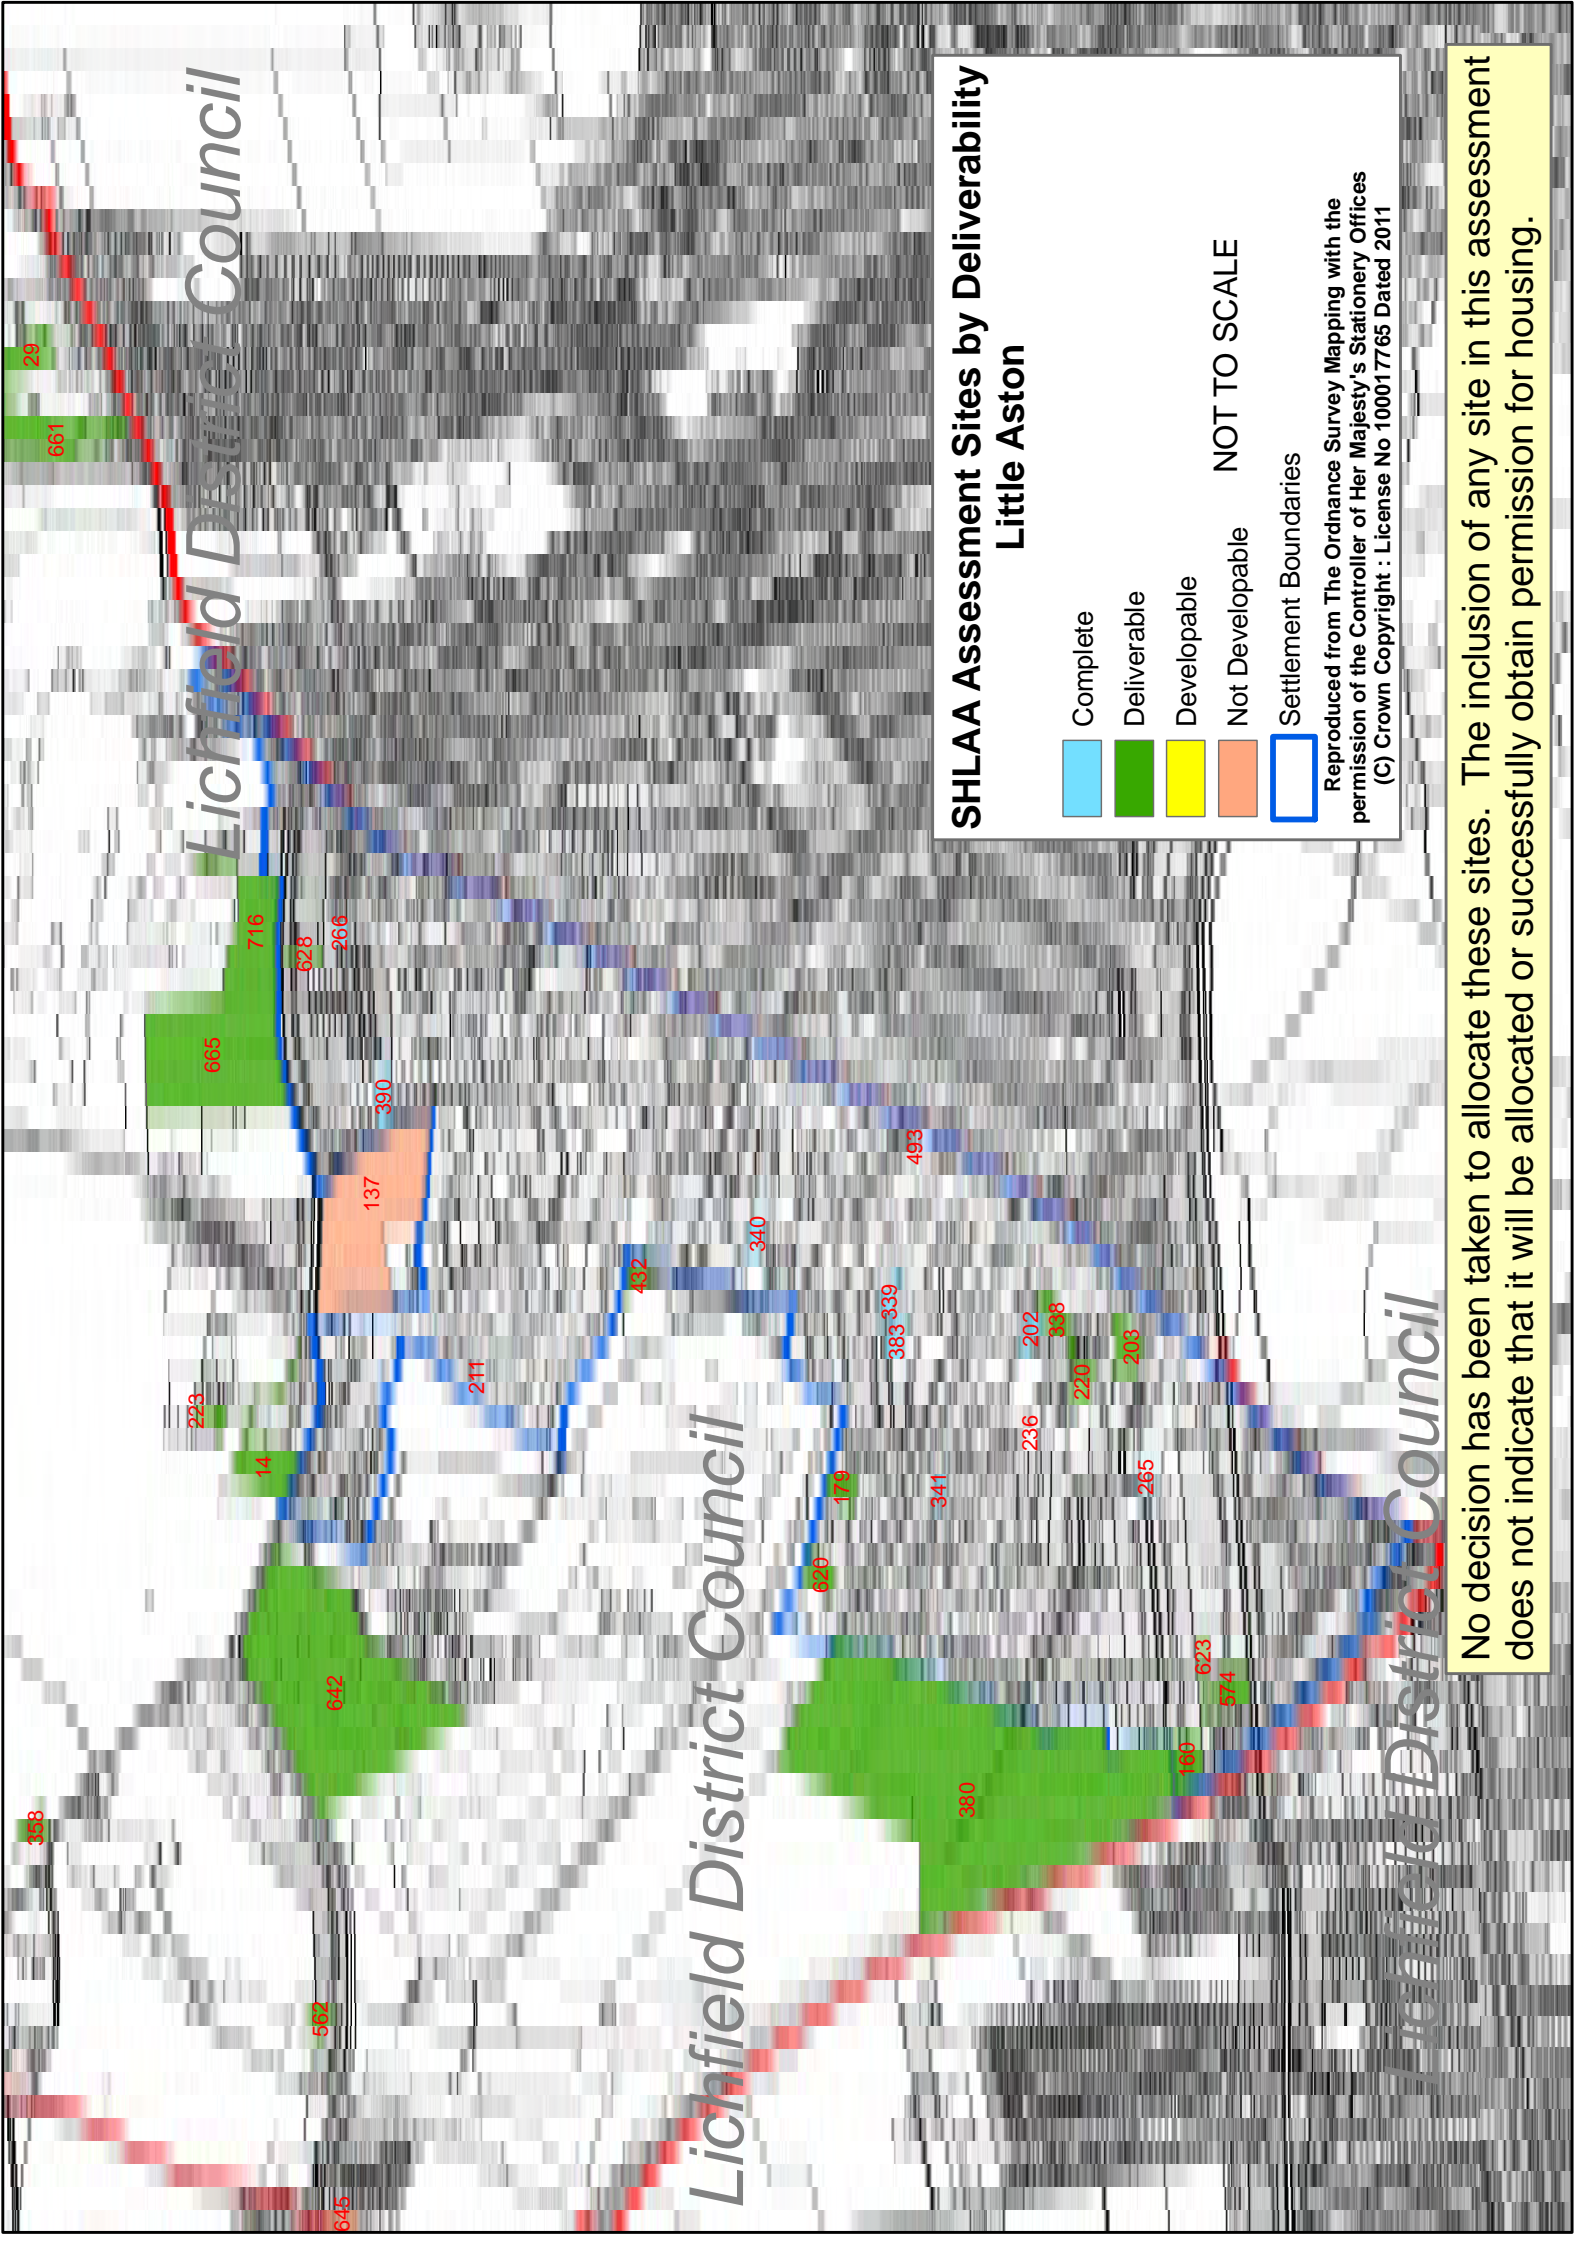 SHLAA Assessment Sites by Deliverability
Little Aston
Complete
Deliverable
Developable
Not Developable
NOT TO SCALE
Settlement Boundaries
Reproduced from The Ordnance Survey Mapping with the
permission of the Controller of Her Majesty's Stationery Offices
(C) Crown Copyright : License No 100017765 Dated 2011
No decision has been taken to allocate these sites. The inclusion of any site in this assessment
does not indicate that it will be allocated or successfully obtain permission for housing.
Lichfield District Council
Lichfield District Council
Lichfield District Council
29
661
716
628
266
665
390
137
493
340
432
339
383
202
338
203
220
211
223
14
236
179
341
265
620
623
574
642
160
380
358
562
645